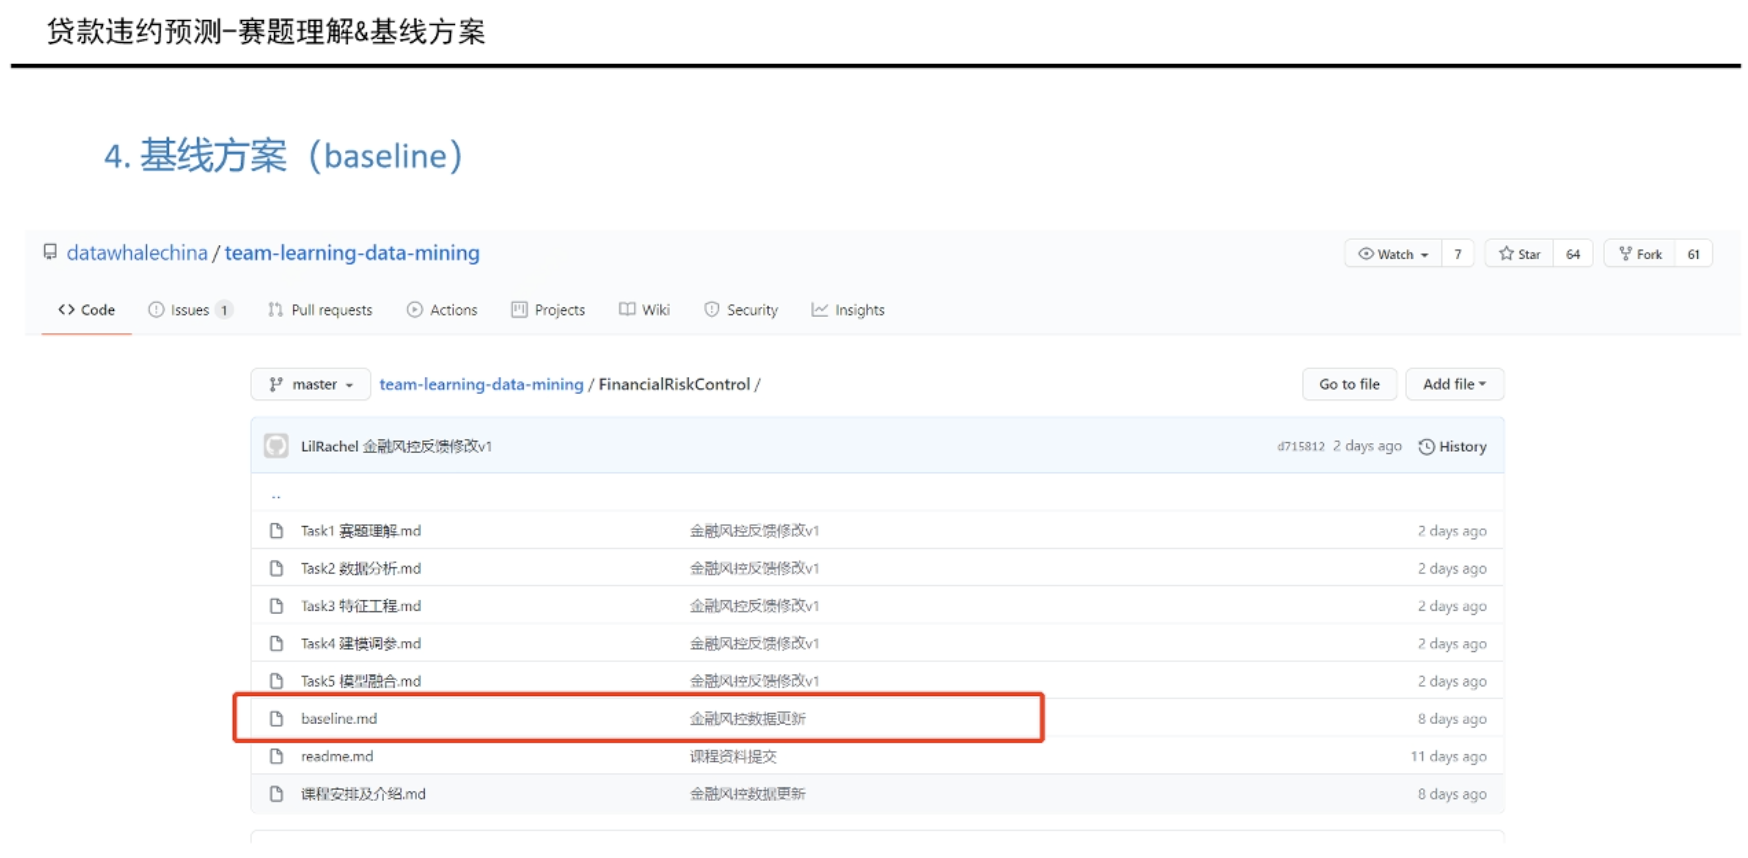 贷款违约预测-赛题理解&基线方案
4. 基线方案（baseline）
datawhalechina / team-learning-data-mining
Watch 7 Star 64 Fork 61
Code Issues 1 Pull requests Actions Projects Wiki Security Insights
master team-learning-data-mining / FinancialRiskControl / Go to file Add file
LilRachel 金融风控反馈修改v1 d715812 2 days ago History
..
Task1 赛题理解.md 金融风控反馈修改v1 2 days ago
Task2 数据分析.md 金融风控反馈修改v1 2 days ago
Task3 特征工程.md 金融风控反馈修改v1 2 days ago
Task4 建模调参.md 金融风控反馈修改v1 2 days ago
Task5 模型融合.md 金融风控反馈修改v1 2 days ago
baseline.md 金融风控数据更新 8 days ago
readme.md 课程资料提交 11 days ago
课程安排及介绍.md 金融风控数据更新 8 days ago